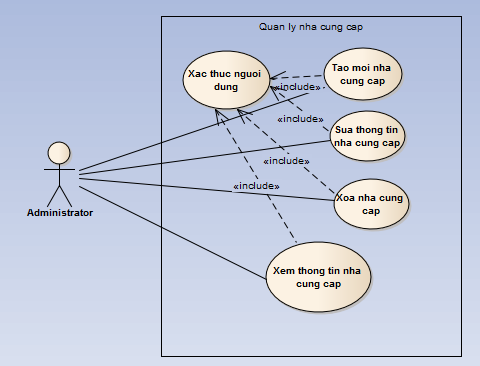 Quan ly nha cung cap
Xac thuc nguoi
dung
Tao moi nha
cung cap
«include»
Sua thong tin
nha cung cap
«include»
«include»
Xoa nha cung
cap
«include»
Administrator
Xem thong tin nha
cung cap